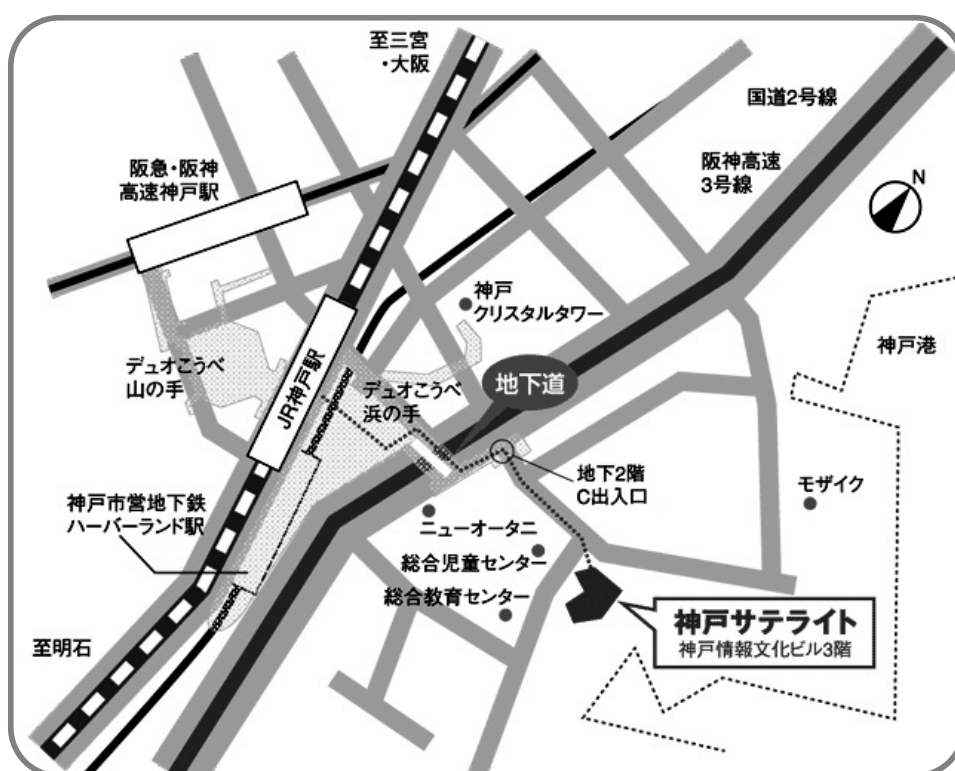 至三宮
・大阪
国道2号線
阪神高速
3号線
N
阪急・阪神
高速神戸駅
神戸
クリスタルタワー
神戸港
デュオこうべ
山の手
JR神戸駅
デュオこうべ
浜の手
地下道
地下2階
C出入口
モザイク
神戸市営地下鉄
ハーバーランド駅
ニューオータニ
総合児童センター
総合教育センター
神戸サテライト
神戸情報文化ビル3階
至明石